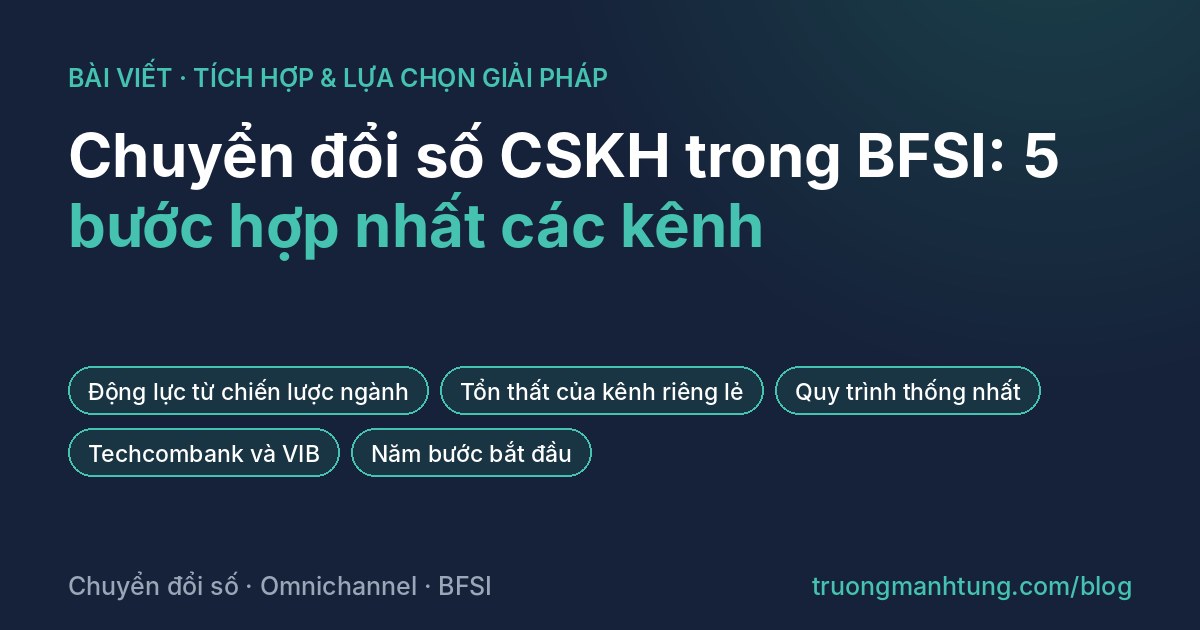 BÀI VIẾT · TÍCH HỢP & LỰA CHỌN GIẢI PHÁP
Chuyển đổi số CSKH trong BFSI: 5
bước hợp nhất các kênh
Động lực từ chiến lược ngành
Tổn thất của kênh riêng lẻ
Quy trình thống nhất
Techcombank và VIB
Năm bước bắt đầu
Chuyển đổi số · Omnichannel · BFSI
truongmanhtung.com/blog